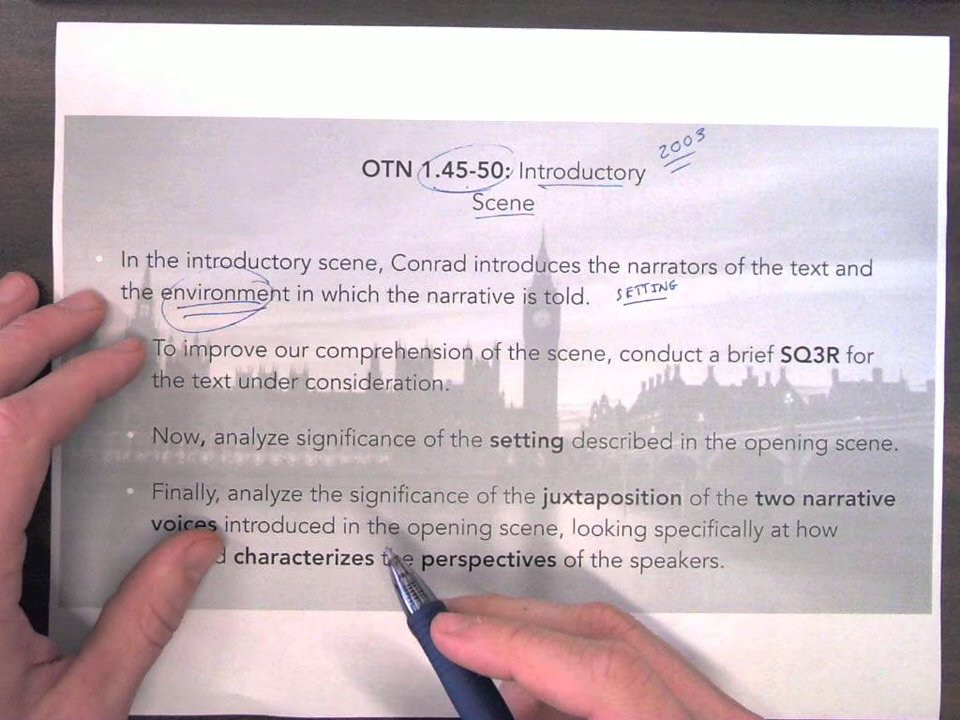 OTN 1.45-50: Introductory 2003
Scene
In the introductory scene, Conrad introduces the narrators of the text and
the environment in which the narrative is told. SETTING
To improve our comprehension of the scene, conduct a brief SQ3R for
the text under consideration.
Now, analyze significance of the setting described in the opening scene.
Finally, analyze the significance of the juxtaposition of the two narrative
voices introduced in the opening scene, looking specifically at how
characterizes the perspectives of the speakers.